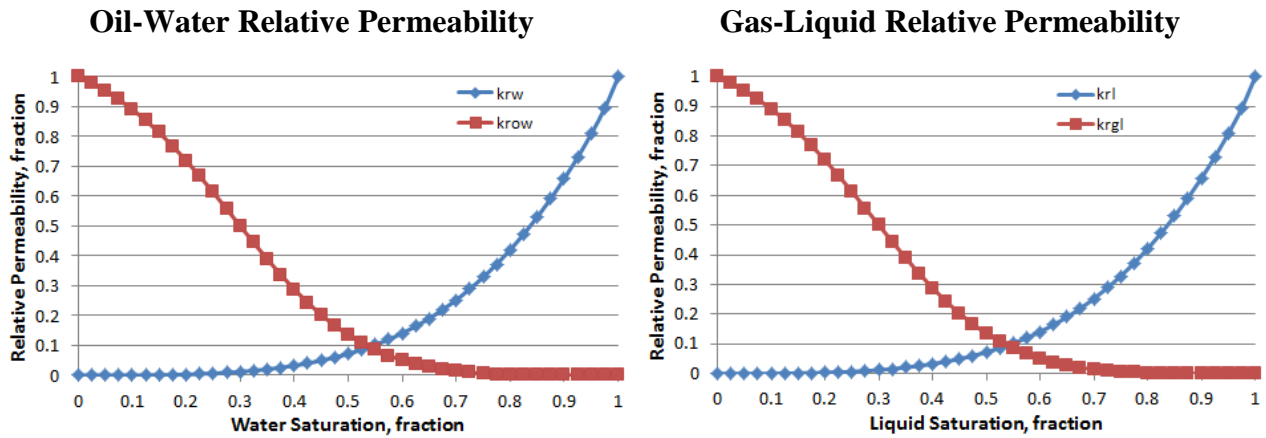 Oil-Water Relative Permeability
Relative Permeability, fraction
1
0.9
0.8
0.7
0.6
0.5
0.4
0.3
0.2
0.1
0
krw
krow
0 0.1 0.2 0.3 0.4 0.5 0.6 0.7 0.8 0.9 1
Water Saturation, fraction
Gas-Liquid Relative Permeability
Relative Permeability, fraction
1
0.9
0.8
0.7
0.6
0.5
0.4
0.3
0.2
0.1
0
krl
krgl
0 0.1 0.2 0.3 0.4 0.5 0.6 0.7 0.8 0.9 1
Liquid Saturation, fraction